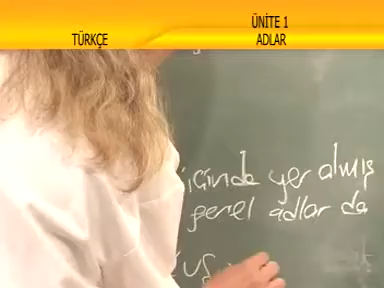 ÜNİTE 1
TÜRKÇE ADLAR
içinde yer almış
genel adlar da